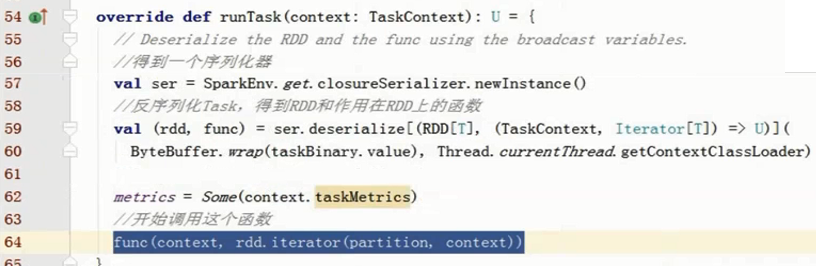 54 override def runTask(context: TaskContext): U = {
55 // Deserialize the RDD and the func using the broadcast variables.
56 //得到一个序列化器
57 val ser = SparkEnv.get.closureSerializer.newInstance()
58 //反序列化Task，得到RDD和作用在RDD上的函数
59 val (rdd, func) = ser.deserialize[(RDD[T], (TaskContext, Iterator[T]) => U)](
60 ByteBuffer.wrap(taskBinary.value), Thread.currentThread.getContextClassLoader)
61
62 metrics = Some(context.taskMetrics)
63 //开始调用这个函数
64 func(context, rdd.iterator(partition, context))
65 }